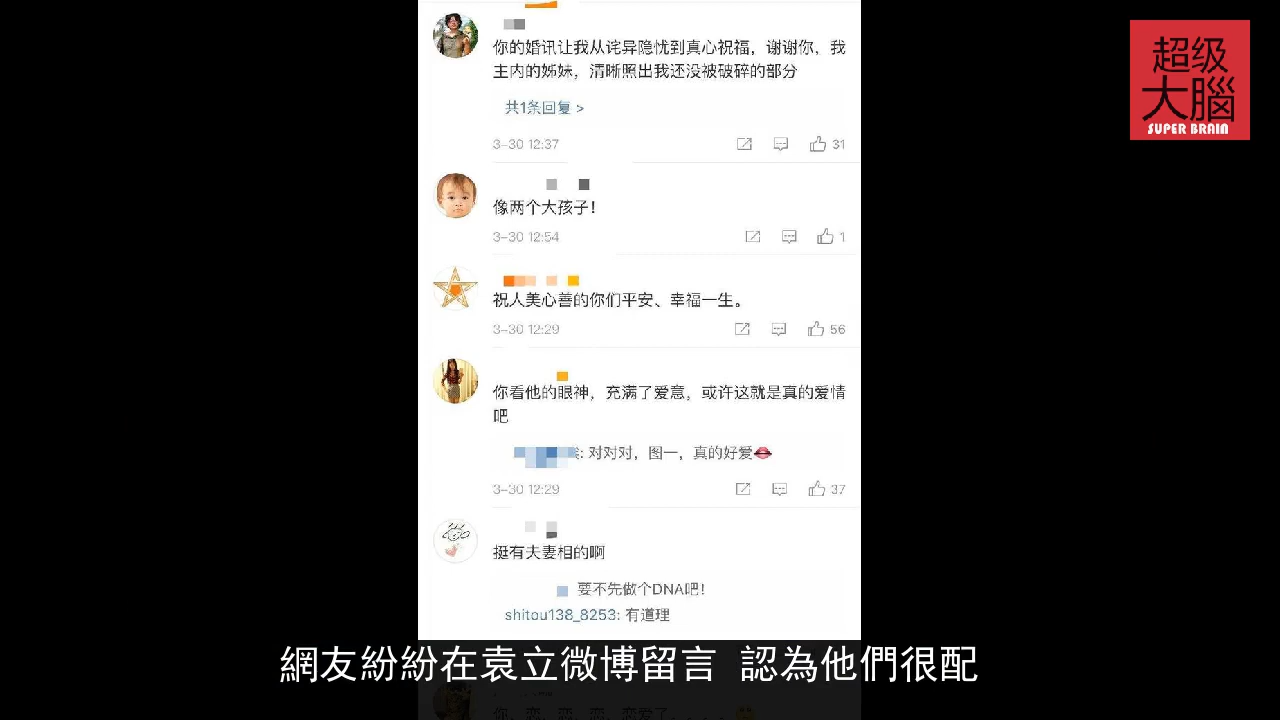 超级
大腦
SUPER BRAIN
你的婚讯让我从诧异隐忧到真心祝福，谢谢你，我
主内的姊妹，清晰照出我还没被破碎的部分
共1条回复 >
3-30 12:37
31
像两个大孩子！
3-30 12:54
1
祝人美心善的你们平安、幸福一生。
3-30 12:29
56
你看他的眼神，充满了爱意，或许这就是真的爱情
吧
: 对对对，图一，真的好爱👄
3-30 12:29
37
挺有夫妻相的啊
要不先做个DNA吧！
shitou138_8253: 有道理
網友紛紛在袁立微博留言 認為他們很配